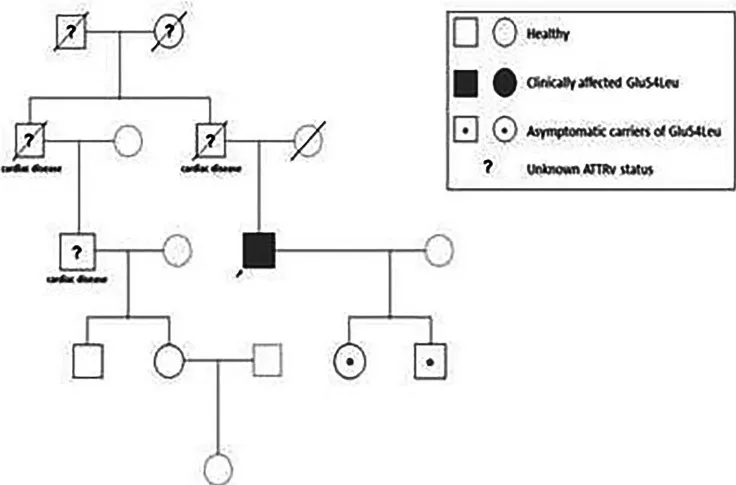 ? ?
Healthy
Clinically affected Glu54Leu
? ?
Asymptomatic carriers of Glu54Leu
cardiac disease cardiac disease
? Unknown ATTRv status
?
cardiac disease